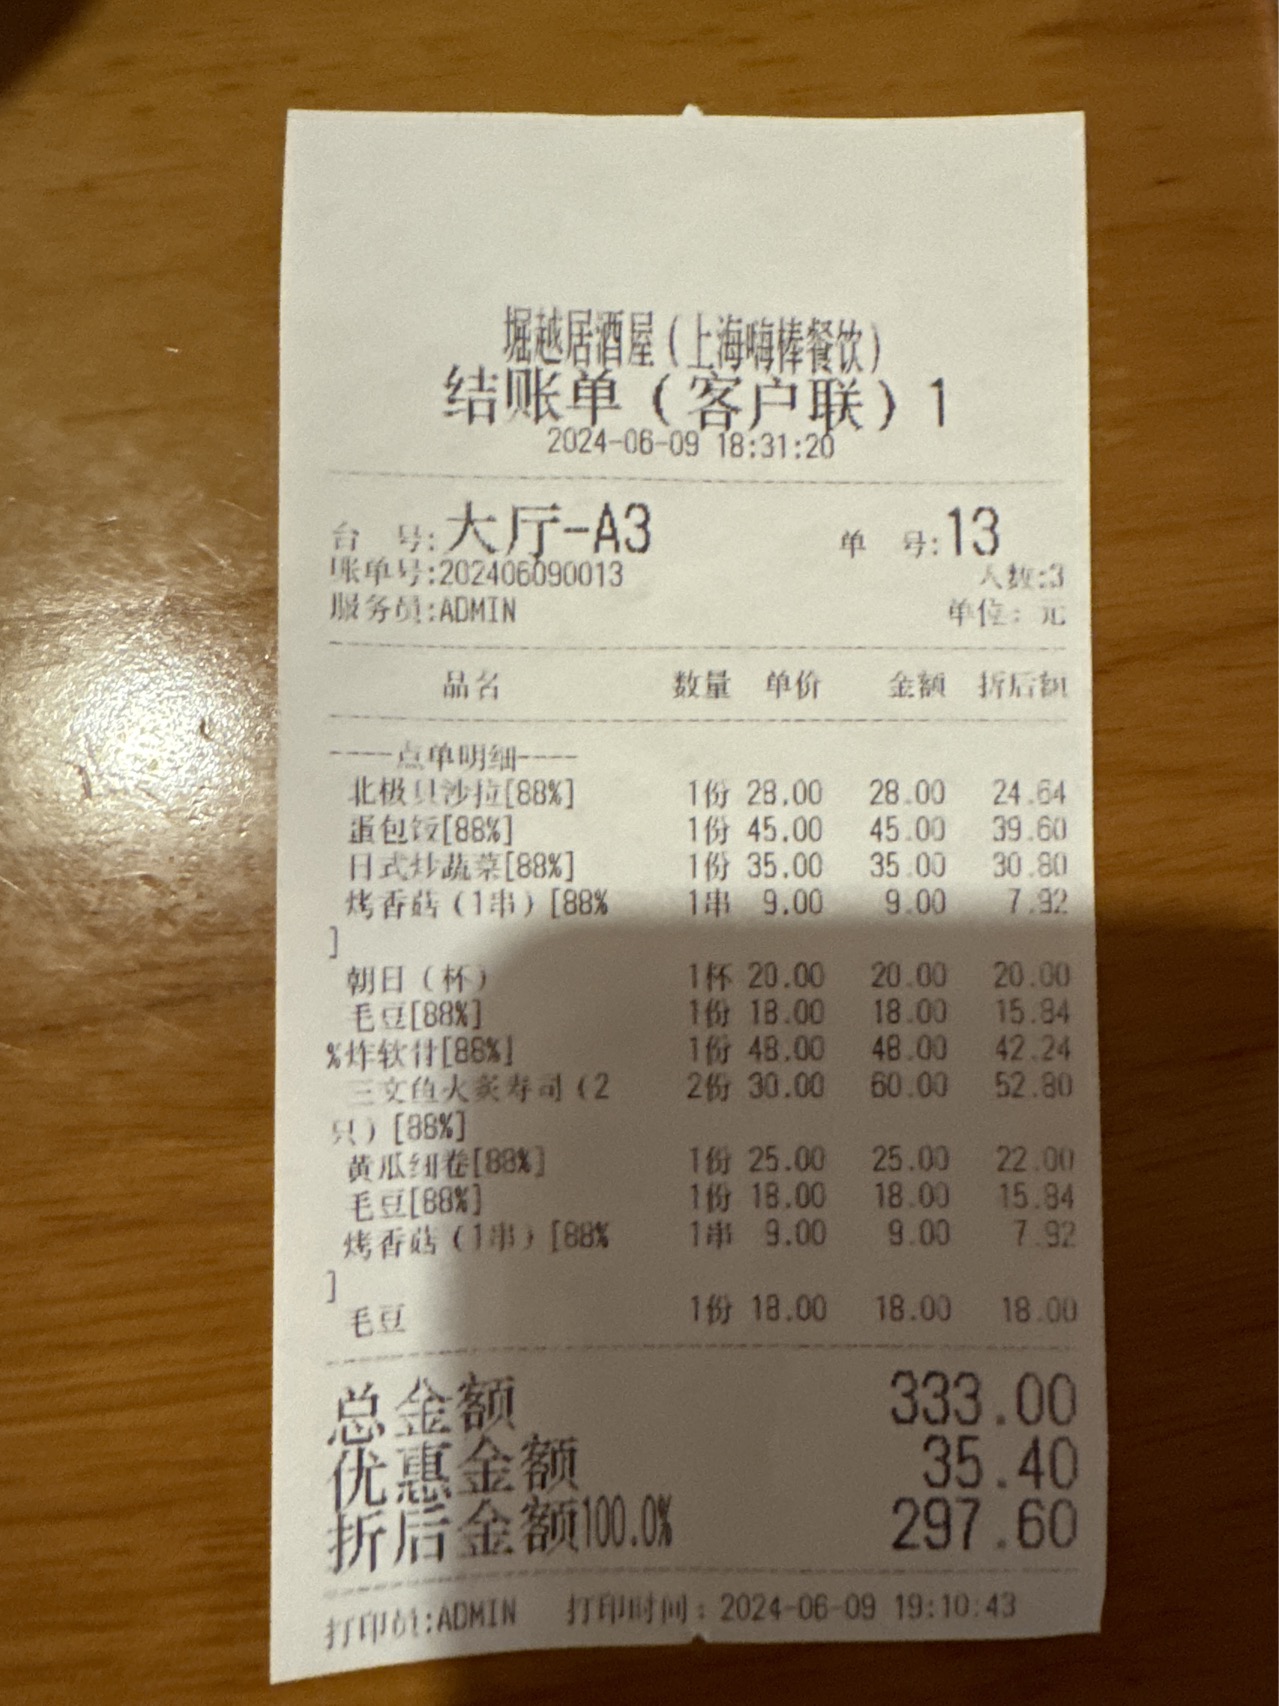 堀越居酒屋（上海嗨棒餐饮）
结账单（客户联）1
2024-06-09 18:31:20
台 号:大厅-A3 单 号:13
账单号:202406090013 人数:3
服务员:ADMIN 单位：元
品名 数量 单价 金额 折后额
----点单明细----
北极贝沙拉[88%] 1份 28.00 28.00 24.64
蛋包饭[88%] 1份 45.00 45.00 39.60
日式炒蔬菜[88%] 1份 35.00 35.00 30.80
烤香菇（1串）[88% 1串 9.00 9.00 7.92
]
朝日（杯） 1杯 20.00 20.00 20.00
毛豆[88%] 1份 18.00 18.00 15.84
%炸软骨[88%] 1份 48.00 48.00 42.24
三文鱼火炙寿司（2 2份 30.00 60.00 52.80
只）[88%]
黄瓜细卷[88%] 1份 25.00 25.00 22.00
毛豆[88%] 1份 18.00 18.00 15.84
烤香菇（1串）[88% 1串 9.00 9.00 7.92
]
毛豆 1份 18.00 18.00 18.00
总金额 333.00
优惠金额 35.40
折后金额100.0% 297.60
打印员:ADMIN 打印时间：2024-06-09 19:10:43